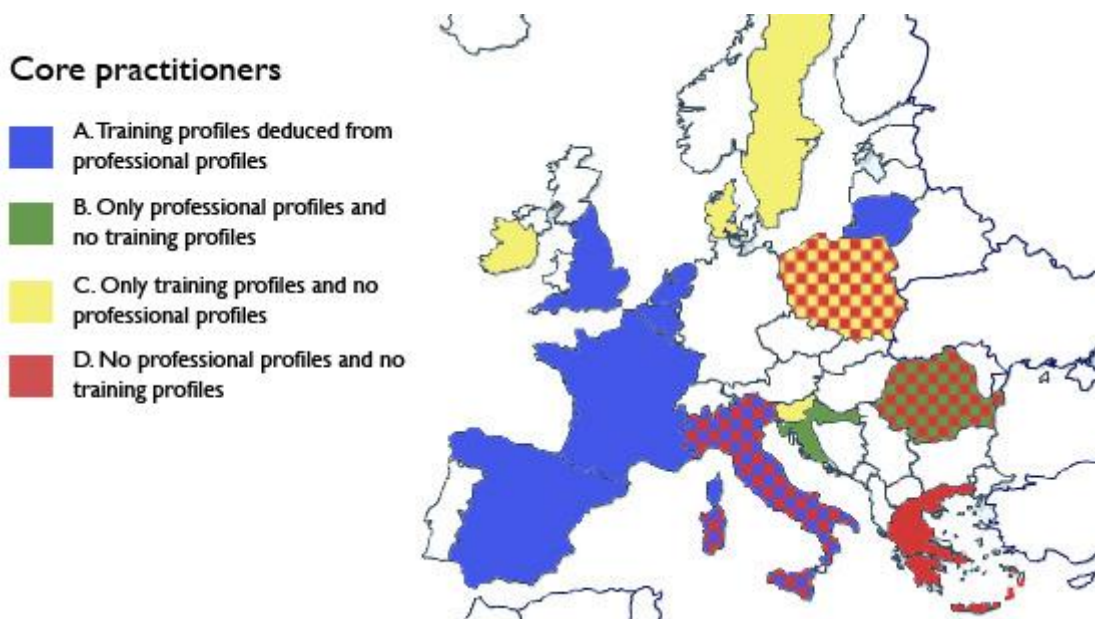 Core practitioners
A. Training profiles deduced from
professional profiles
B. Only professional profiles and
no training profiles
C. Only training profiles and no
professional profiles
D. No professional profiles and no
training profiles